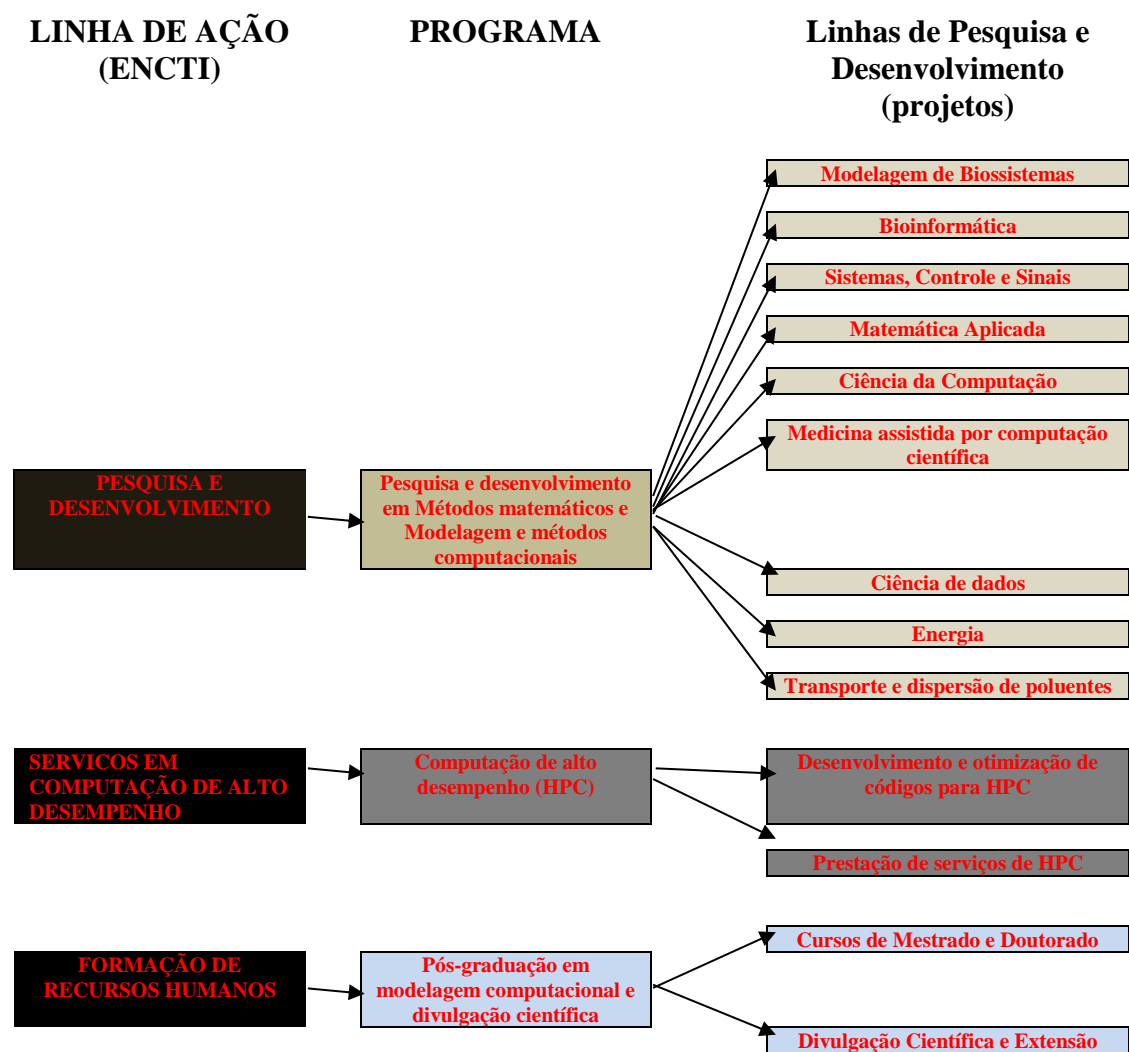 LINHA DE AÇÃO
(ENCTI)
PROGRAMA
Linhas de Pesquisa e
Desenvolvimento
(projetos)
Modelagem de Biossistemas
Bioinformática
Sistemas, Controle e Sinais
Matemática Aplicada
Ciência da Computação
Medicina assistida por computação
científica
PESQUISA E
DESENVOLVIMENTO
Pesquisa e desenvolvimento
em Métodos matemáticos e
Modelagem e métodos
computacionais
Ciência de dados
Energia
Transporte e dispersão de poluentes
SERVICOS EM
COMPUTAÇÃO DE ALTO
DESEMPENHO
Computação de alto
desempenho (HPC)
Desenvolvimento e otimização de
códigos para HPC
Prestação de serviços de HPC
FORMAÇÃO DE
RECURSOS HUMANOS
Pós-graduação em
modelagem computacional e
divulgação científica
Cursos de Mestrado e Doutorado
Divulgação Científica e Extensão